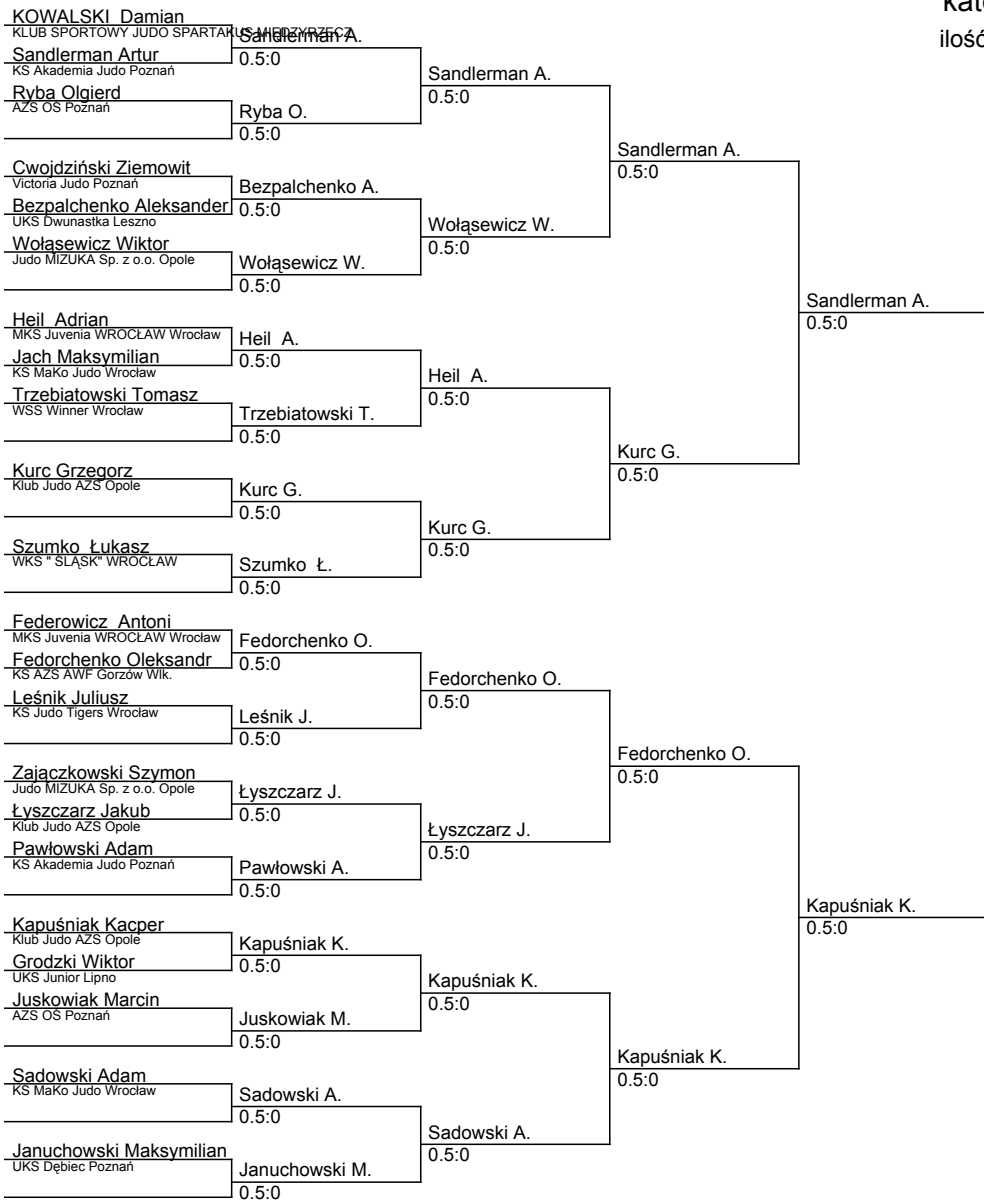 KOWALSKI  Damian
KLUB SPORTOWY JUDO SPARTAKUS MIĘDZYRZECZ
Sandlerman Artur
KS Akademia Judo Poznań
Ryba Olgierd
AZS OŚ Poznań
Cwojdziński Ziemowit
Victoria Judo Poznań
Bezpalchenko Aleksander
UKS Dwunastka Leszno
Wołąsewicz Wiktor
Judo MIZUKA Sp. z o.o. Opole
Heil  Adrian
MKS Juvenia WROCŁAW Wrocław
Jach Maksymilian
KS MaKo Judo Wrocław
Trzebiatowski Tomasz
WSS Winner Wrocław
Kurc Grzegorz
Klub Judo AZS Opole
Szumko  Łukasz
WKS " ŚLĄSK" WROCŁAW
Federowicz  Antoni
MKS Juvenia WROCŁAW Wrocław
Fedorchenko Oleksandr
KS AZS AWF Gorzów Wlk.
Leśnik Juliusz
KS Judo Tigers Wrocław
Zajączkowski Szymon
Judo MIZUKA Sp. z o.o. Opole
Łyszczarz Jakub
Klub Judo AZS Opole
Pawłowski Adam
KS Akademia Judo Poznań
Kapuśniak Kacper
Klub Judo AZS Opole
Grodzki Wiktor
UKS Junior Lipno
Juskowiak Marcin
AZS OŚ Poznań
Sadowski Adam
KS MaKo Judo Wrocław
Januchowski Maksymilian
UKS Dębiec Poznań
Sandlerman A.
0.5:0
Ryba O.
0.5:0
Bezpalchenko A.
0.5:0
Wołąsewicz W.
0.5:0
Heil  A.
0.5:0
Trzebiatowski T.
0.5:0
Kurc G.
0.5:0
Szumko  Ł.
0.5:0
Fedorchenko O.
0.5:0
Leśnik J.
0.5:0
Łyszczarz J.
0.5:0
Pawłowski A.
0.5:0
Kapuśniak K.
0.5:0
Juskowiak M.
0.5:0
Sadowski A.
0.5:0
Januchowski M.
0.5:0
Sandlerman A.
0.5:0
Wołąsewicz W.
0.5:0
Heil  A.
0.5:0
Kurc G.
0.5:0
Fedorchenko O.
0.5:0
Łyszczarz J.
0.5:0
Kapuśniak K.
0.5:0
Sadowski A.
0.5:0
Sandlerman A.
0.5:0
Kurc G.
0.5:0
Fedorchenko O.
0.5:0
Kapuśniak K.
0.5:0
Sandlerman A.
0.5:0
Kapuśniak K.
0.5:0
ilość